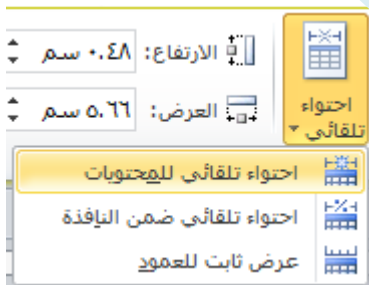 احتواء
تلقائي
الارتفاع: ٠.٤٨ سم
العرض: ٥.٦٦ سم
احتواء تلقائي للمحتويات
احتواء تلقائي ضمن النافذة
عرض ثابت للعمود